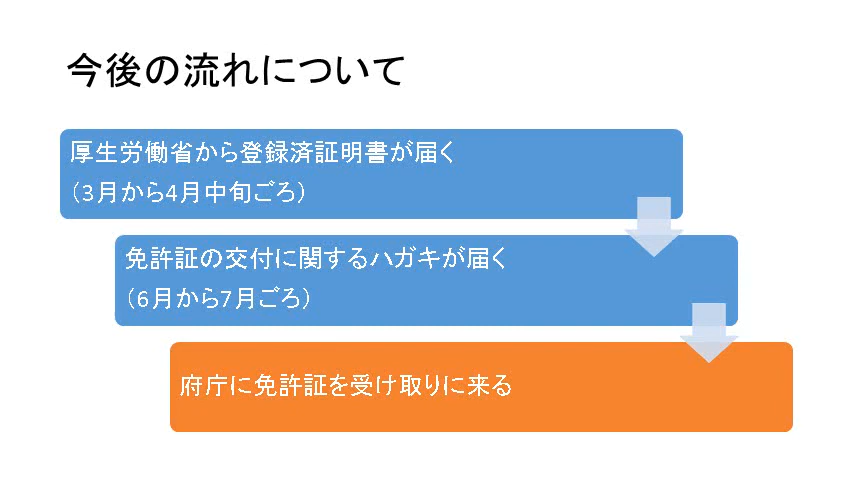 今後の流れについて
厚生労働省から登録済証明書が届く
（3月から4月中旬ごろ）
免許証の交付に関するハガキが届く
（6月から7月ごろ）
府庁に免許証を受け取りに来る